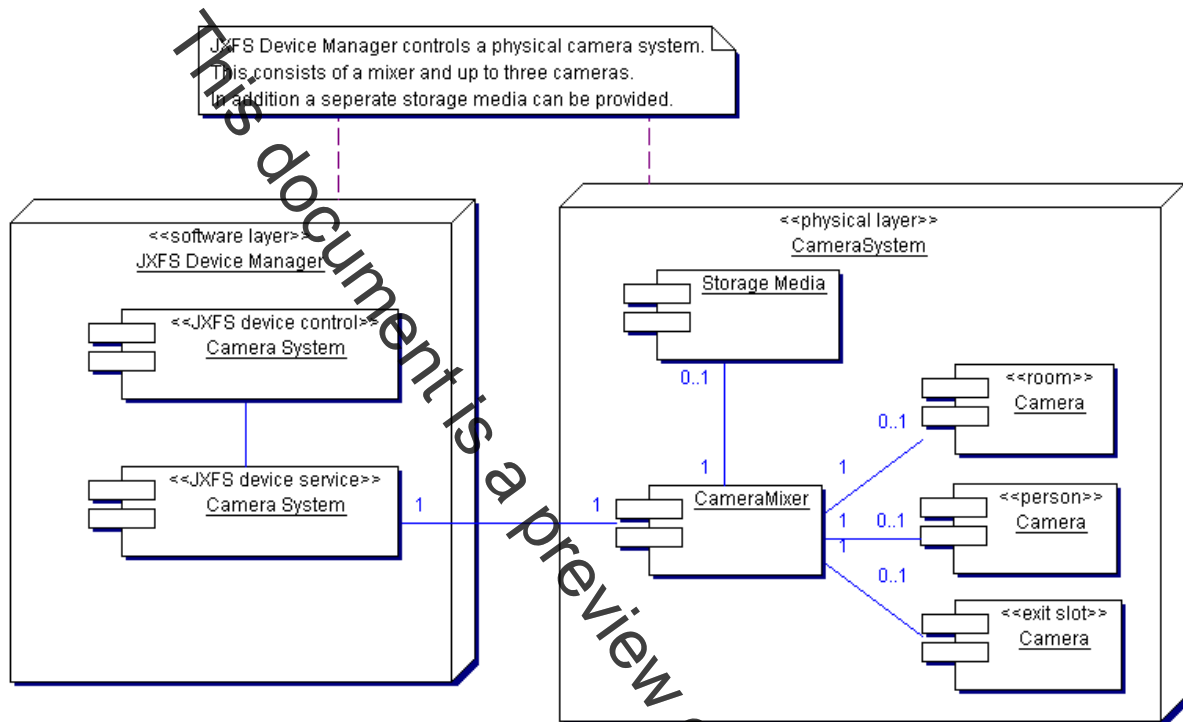 JXFS Device Manager controls a physical camera system.
This consists of a mixer and up to three cameras.
In addition a seperate storage media can be provided.
<<software layer>>
JXFS Device Manager
<<JXFS device control>>
Camera System
<<JXFS device service>>
Camera System
1
1
<<physical layer>>
CameraSystem
Storage Media
0..1
1
CameraMixer
1
0..1
<<room>>
Camera
1
0..1
<<person>>
Camera
1
0..1
<<exit slot>>
Camera
This document is a preview